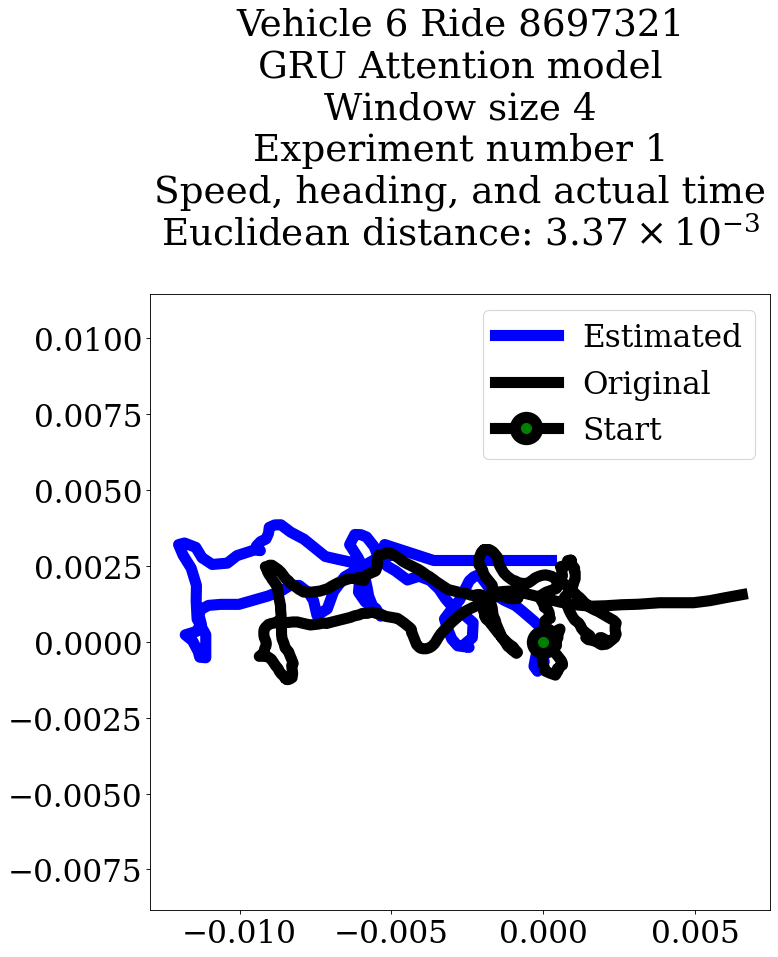 Vehicle 6 Ride 8697321
GRU Attention model
Window size 4
Experiment number 1
Speed, heading, and actual time
Euclidean distance: 3.37 × 10⁻³
Estimated
Original
Start
0.0100
0.0075
0.0050
0.0025
0.0000
−0.0025
−0.0050
−0.0075
−0.010 −0.005 0.000 0.005